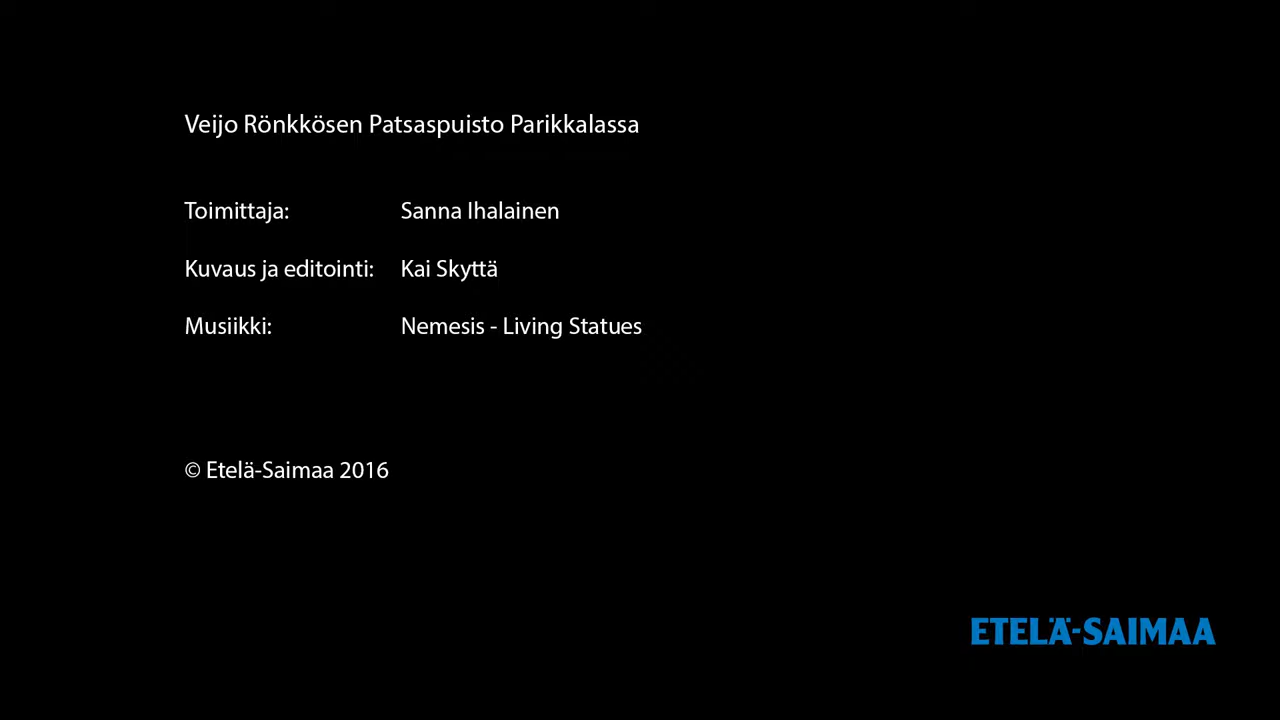 Veijo Rönkkösen Patsaspuisto Parikkalassa
Toimittaja: Sanna Ihalainen
Kuvaus ja editointi: Kai Skyttä
Musiikki: Nemesis - Living Statues
© Etelä-Saimaa 2016
ETELÄ-SAIMAA